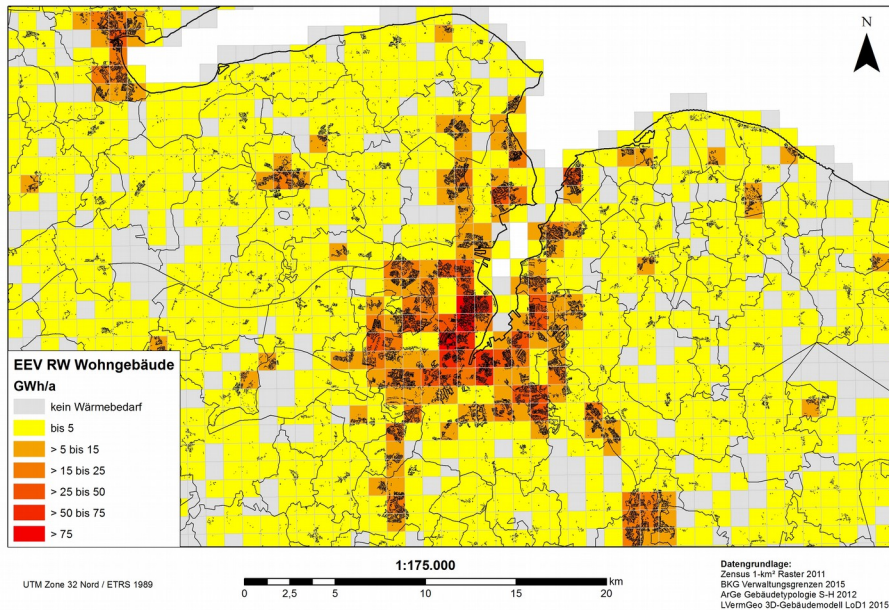 N
EEV RW Wohngebäude
GWh/a
kein Wärmebedarf
bis 5
> 5 bis 15
> 15 bis 25
> 25 bis 50
> 50 bis 75
> 75
1:175.000
0 2,5 5 10 15 20 km
UTM Zone 32 Nord / ETRS 1989
Datengrundlage:
Zensus 1-km² Raster 2011
BKG Verwaltungsgrenzen 2015
ArGe Gebäudetypologie S-H 2012
LVermGeo 3D-Gebäudemodell LoD1 2015